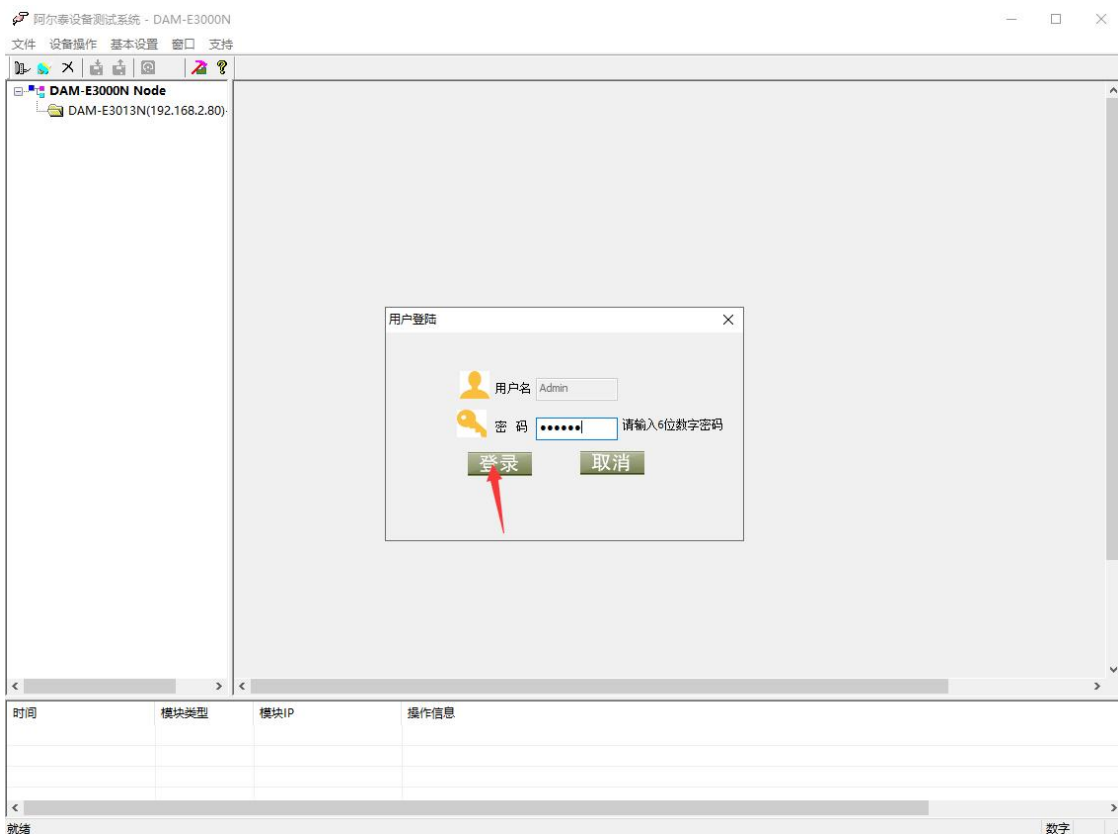 阿尔泰设备测试系统 - DAM-E3000N
文件 设备操作 基本设置 窗口 支持
DAM-E3000N Node
DAM-E3013N(192.168.2.80)-
用户登陆
用户名 Admin
密 码 ●●●●●● 请输入6位数字密码
登录 取消
时间 模块类型 模块IP 操作信息
就绪 数字